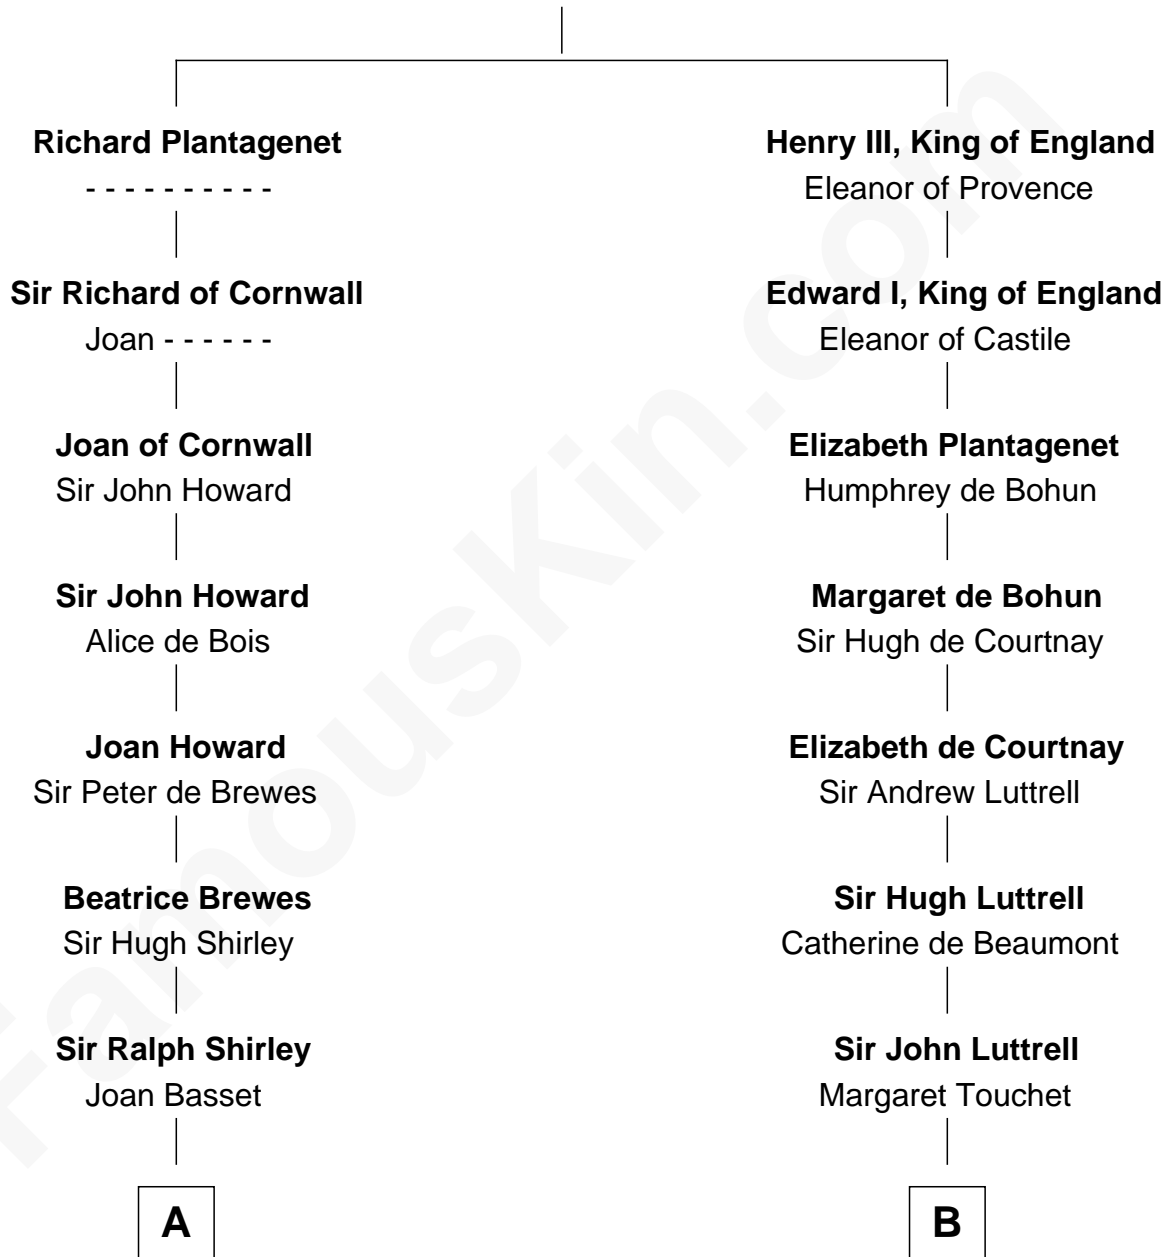 Richard Plantagenet
- - - - - - - - - -
Sir Richard of Cornwall
Joan - - - - - -
Joan of Cornwall
Sir John Howard
Sir John Howard
Alice de Bois
Joan Howard
Sir Peter de Brewes
Beatrice Brewes
Sir Hugh Shirley
Sir Ralph Shirley
Joan Basset
A
Henry III, King of England
Eleanor of Provence
Edward I, King of England
Eleanor of Castile
Elizabeth Plantagenet
Humphrey de Bohun
Margaret de Bohun
Sir Hugh de Courtnay
Elizabeth de Courtnay
Sir Andrew Luttrell
Sir Hugh Luttrell
Catherine de Beaumont
Sir John Luttrell
Margaret Touchet
B
FamousKin.com